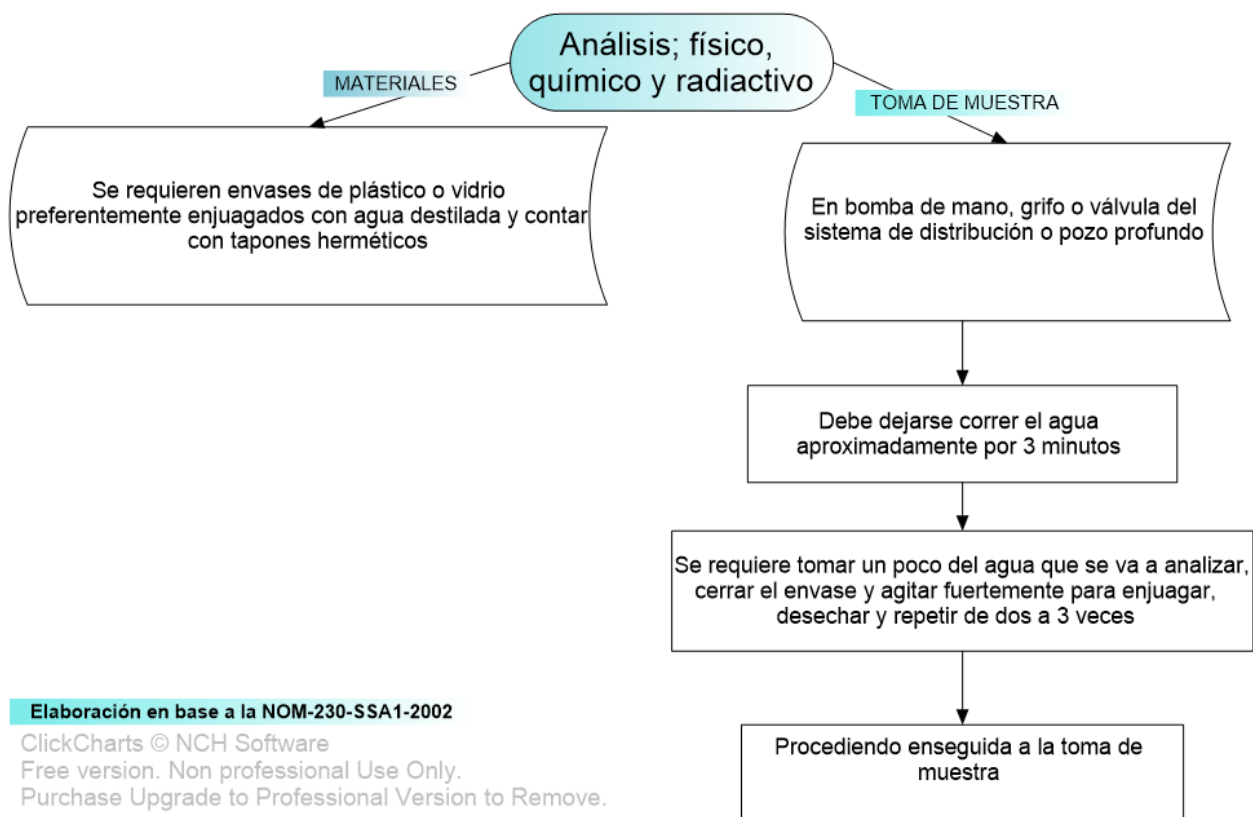 Análisis; físico,
químico y radiactivo
MATERIALES
TOMA DE MUESTRA
Se requieren envases de plástico o vidrio
preferentemente enjuagados con agua destilada y contar
con tapones herméticos
En bomba de mano, grifo o válvula del
sistema de distribución o pozo profundo
Debe dejarse correr el agua
aproximadamente por 3 minutos
Se requiere tomar un poco del agua que se va a analizar,
cerrar el envase y agitar fuertemente para enjuagar,
desechar y repetir de dos a 3 veces
Procediendo enseguida a la toma de
muestra
Elaboración en base a la NOM-230-SSA1-2002
ClickCharts © NCH Software
Free version. Non professional Use Only.
Purchase Upgrade to Professional Version to Remove.